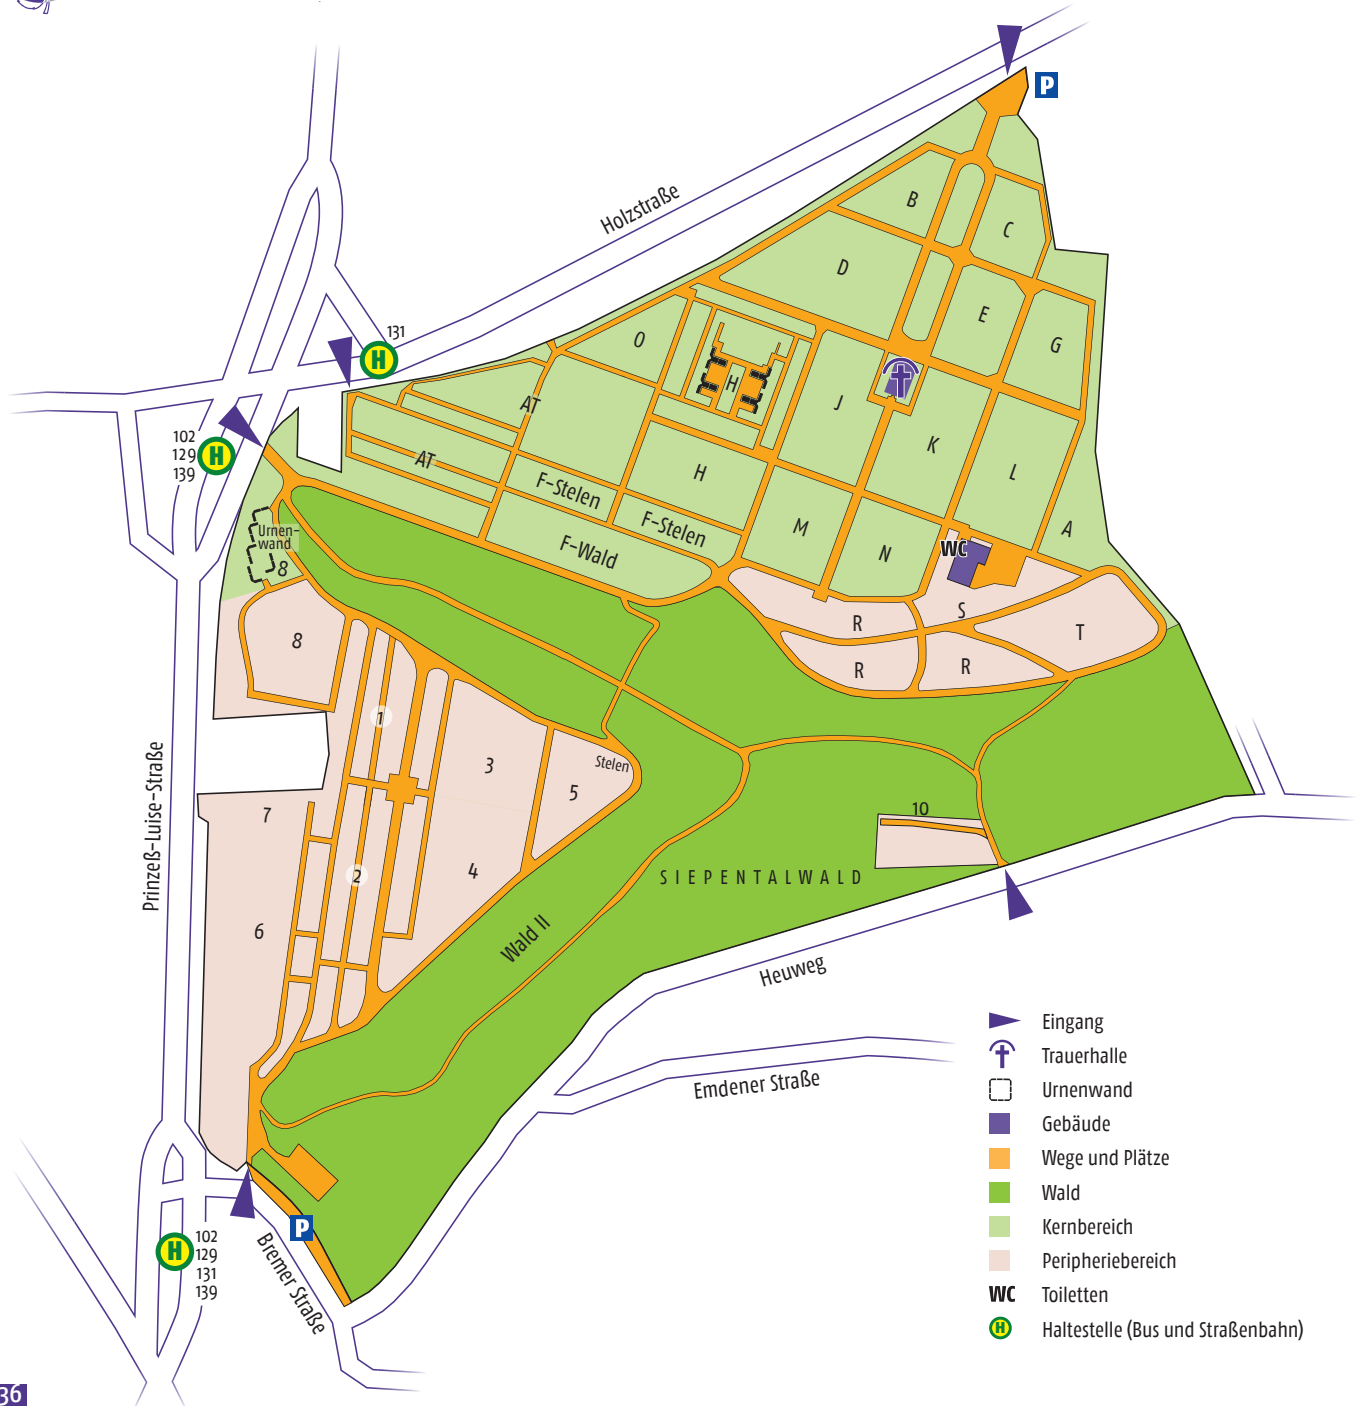 P
Holzstraße
B
C
D
E
G
O
131
H
H
J
AT
K
AT
102
129
139
H
F-Stelen
H
L
F-Stelen
M
A
F-Wald
N
WC
Urnen-
wand
8
S
R
T
8
R
R
1
Stelen
3
5
7
10
2
4
SIEPENTALWALD
6
Wald II
Prinzeß-Luise-Straße
Heuweg
Emdener Straße
P
H
102
129
131
139
Bremer Straße
Eingang
Trauerhalle
Urnenwand
Gebäude
Wege und Plätze
Wald
Kernbereich
Peripheriebereich
WC Toiletten
H Haltestelle (Bus und Straßenbahn)
36